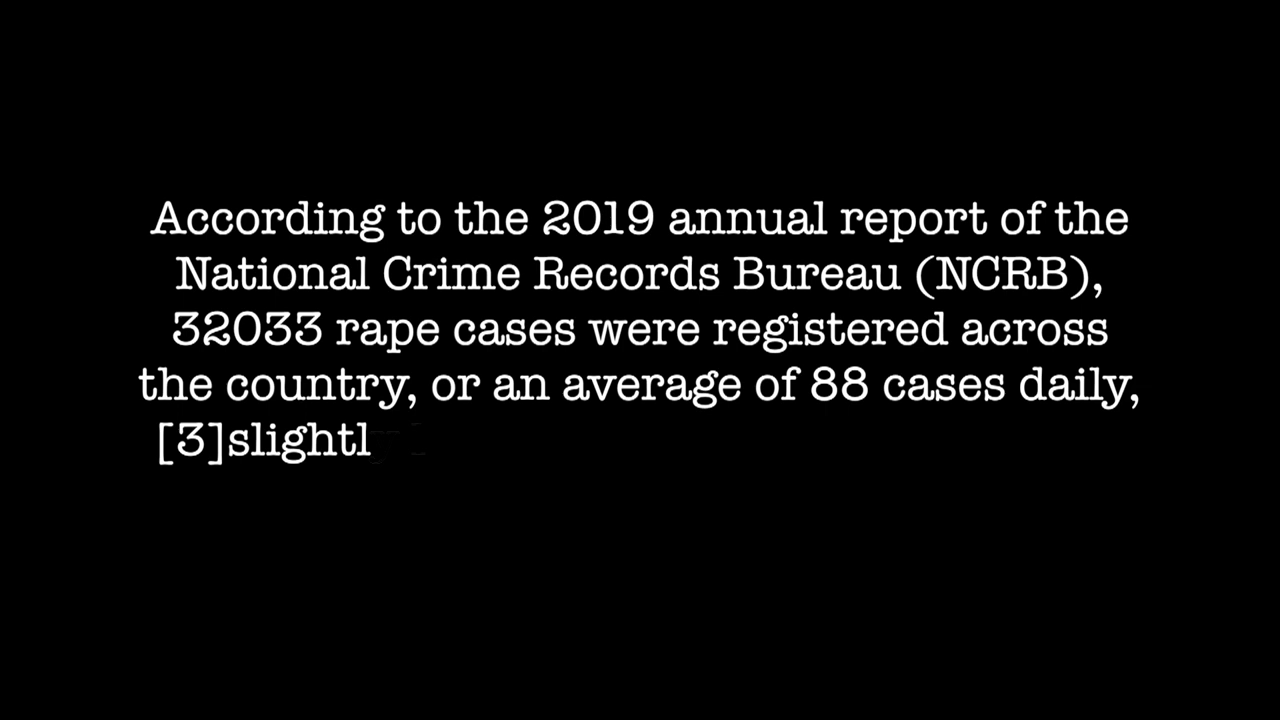 According to the 2019 annual report of the
National Crime Records Bureau (NCRB),
32033 rape cases were registered across
the country, or an average of 88 cases daily,
[3]slightly